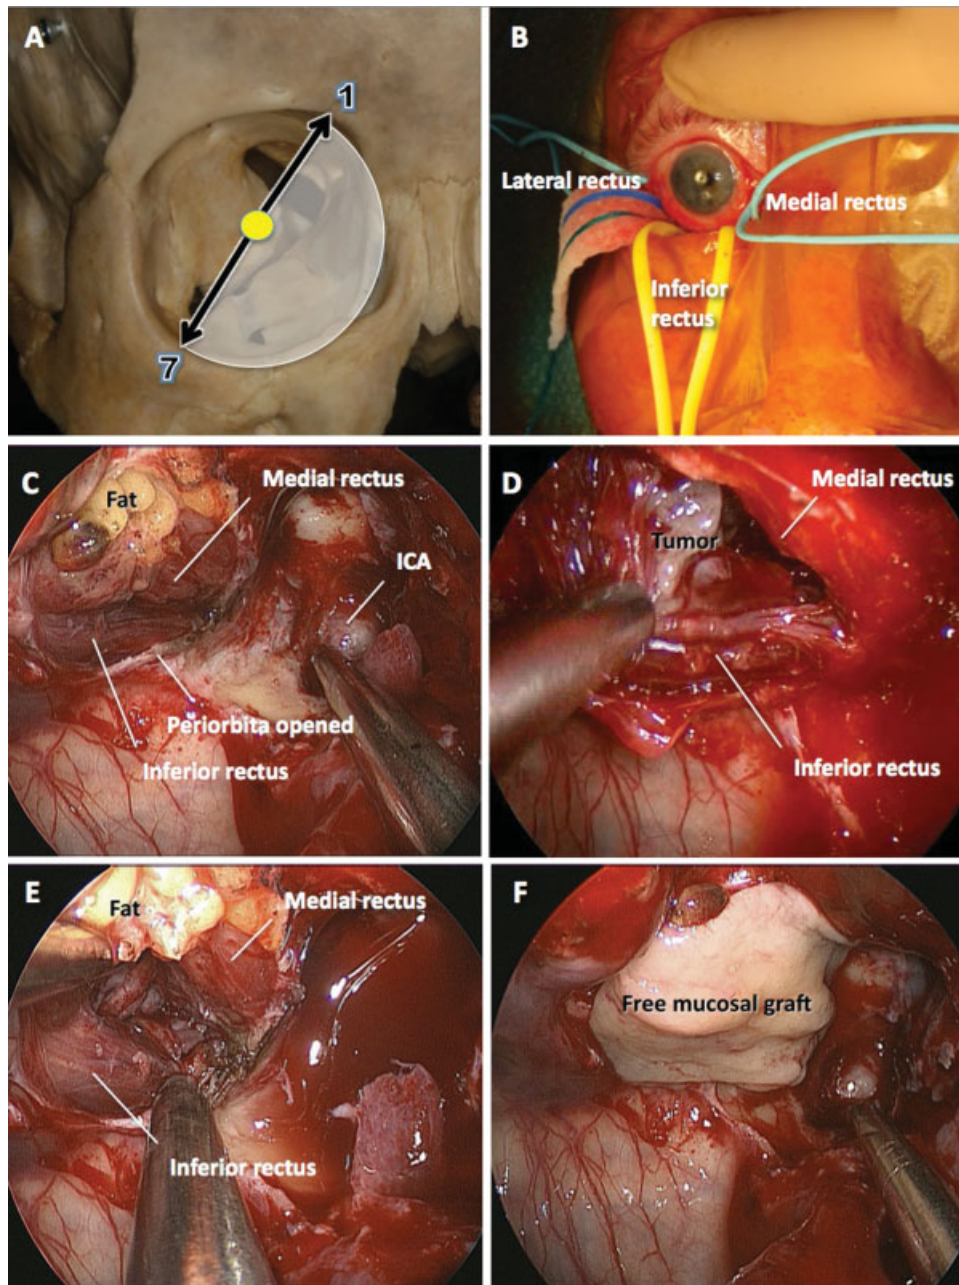 A
1
7
B
Lateral rectus
Medial rectus
Inferior
rectus
C
Fat
Medial rectus
ICA
Periorbita opened
Inferior rectus
D
Tumor
Medial rectus
Inferior rectus
E
Fat
Medial rectus
Inferior rectus
F
Free mucosal graft